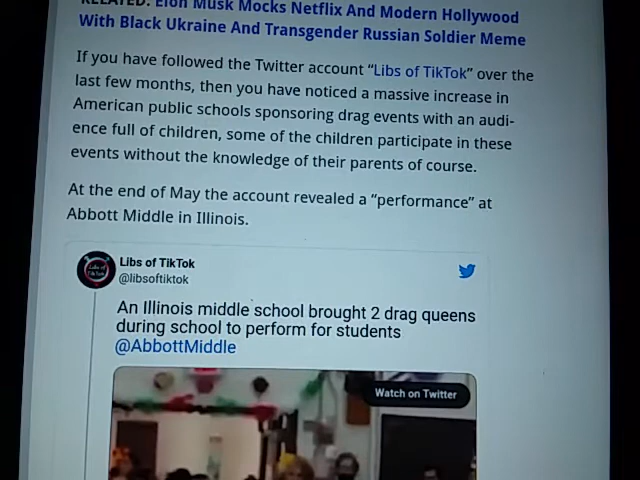 RELATED: Elon Musk Mocks Netflix And Modern Hollywood
With Black Ukraine And Transgender Russian Soldier Meme
If you have followed the Twitter account “Libs of TikTok” over the
last few months, then you have noticed a massive increase in
American public schools sponsoring drag events with an audi-
ence full of children, some of the children participate in these
events without the knowledge of their parents of course.
At the end of May the account revealed a “performance” at
Abbott Middle in Illinois.
Libs of TikTok
Libs of TikTok
@libsoftiktok
An Illinois middle school brought 2 drag queens
during school to perform for students
@AbbottMiddle
Watch on Twitter